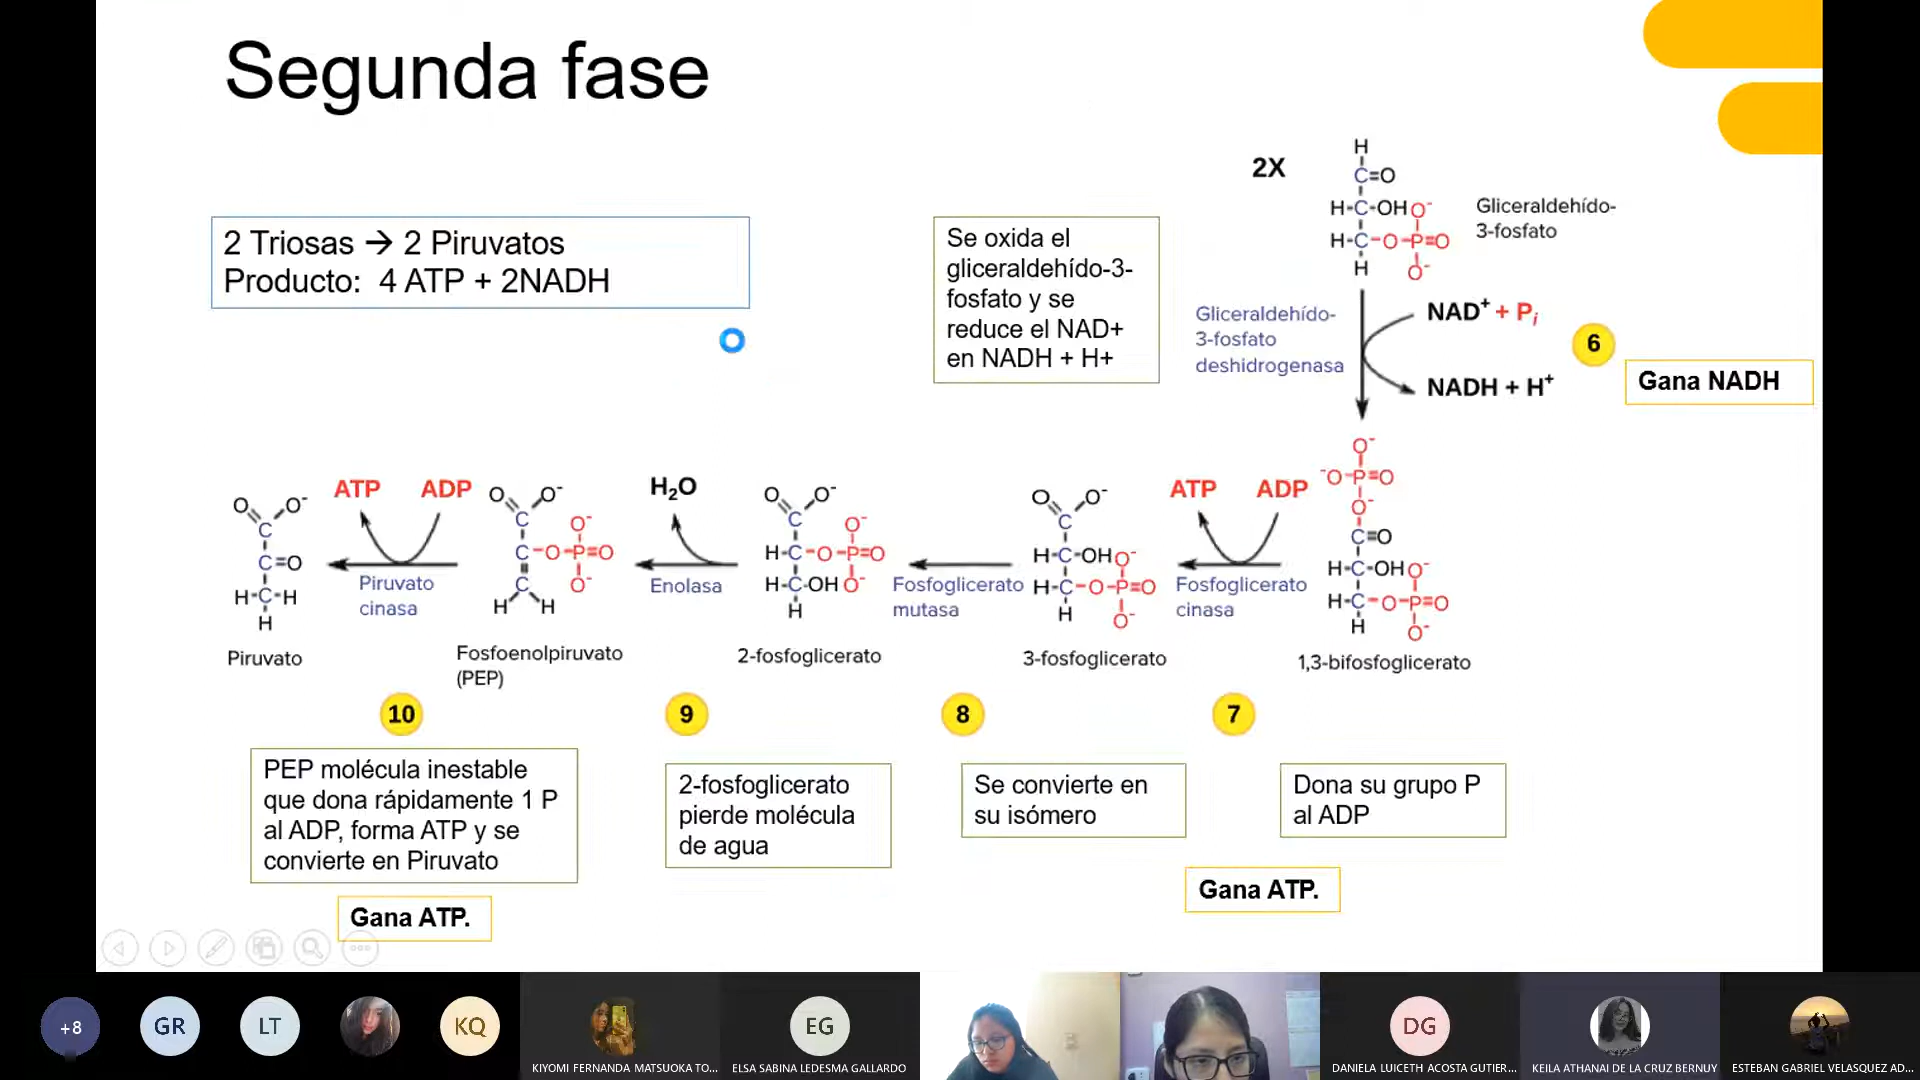 Segunda fase
2 Triosas → 2 Piruvatos
Producto: 4 ATP + 2NADH
Se oxida el
gliceraldehído-3-
fosfato y se
reduce el NAD+
en NADH + H+
2X
H
C=O
H-C-OH O⁻
H-C-O-P=O
H O⁻
Gliceraldehído-
3-fosfato
Gliceraldehído-
3-fosfato
deshidrogenasa
NAD⁺ + Pi
NADH + H⁺
6
Gana NADH
O⁻
⁻O-P=O
O⁻
C=O
H-C-OH O⁻
H-C-O-P=O
H O⁻
1,3-bifosfoglicerato
ATP ADP
Fosfoglicerato
cinasa
7
Dona su grupo P
al ADP
Gana ATP.
O O⁻
C
H-C-OH O⁻
H-C-O-P=O
H O⁻
3-fosfoglicerato
Fosfoglicerato
mutasa
8
Se convierte en
su isómero
O O⁻
C O⁻
H-C-O-P=O
H-C-OH O⁻
H
2-fosfoglicerato
H₂O
Enolasa
9
2-fosfoglicerato
pierde molécula
de agua
O O⁻
C O⁻
C-O-P=O
C O⁻
H H
Fosfoenolpiruvato
(PEP)
ATP ADP
Piruvato
cinasa
10
PEP molécula inestable
que dona rápidamente 1 P
al ADP, forma ATP y se
convierte en Piruvato
Gana ATP.
O O⁻
C
C=O
H-C-H
H
Piruvato
+8
GR
LT
KQ
KIYOMI FERNANDA MATSUOKA TO...
EG
ELSA SABINA LEDESMA GALLARDO
DG
DANIELA LUICETH ACOSTA GUTIER...
KEILA ATHANAI DE LA CRUZ BERNUY
ESTEBAN GABRIEL VELASQUEZ AD...